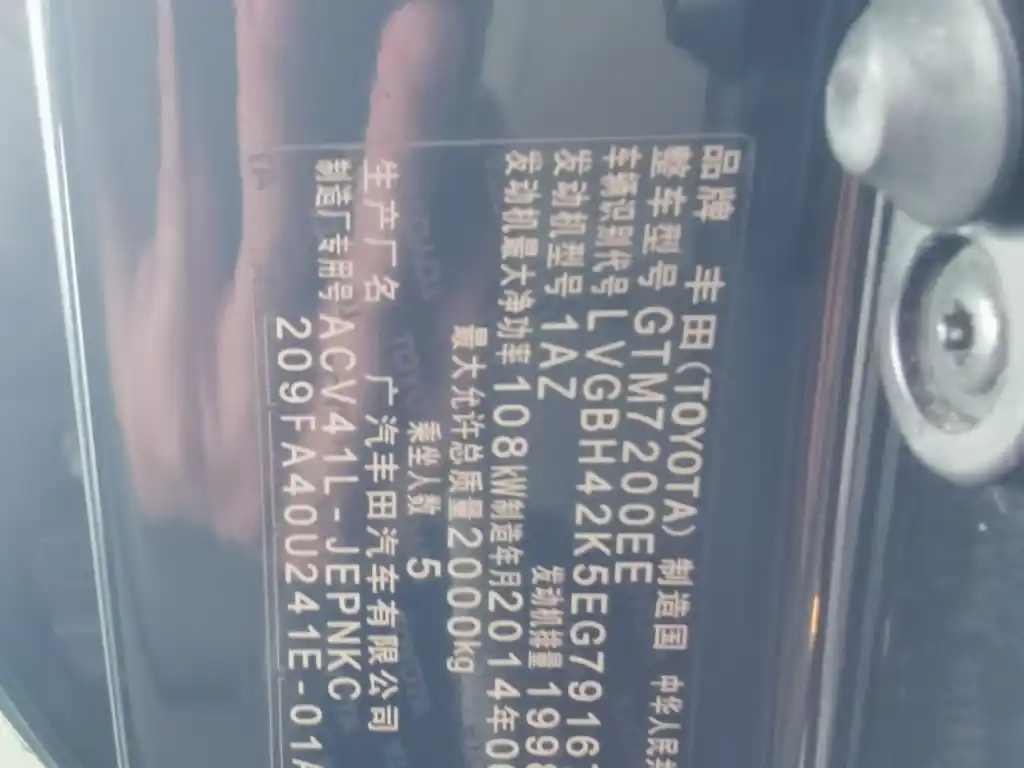 品牌 丰田(TOYOTA) 制造国 中华人民共
整车型号 GTM7200EE
车辆识别代号 LVGBH42K5EG79167
发动机型号 1AZ 发动机排量 1998
发动机最大净功率 108kW 制造年月 2014年0
最大允许总质量 2000kg
乘坐人数 5
生产厂名 广汽丰田汽车有限公司
制造厂专用号 ACV41L-JEPNKC
209FA40U241E-01A